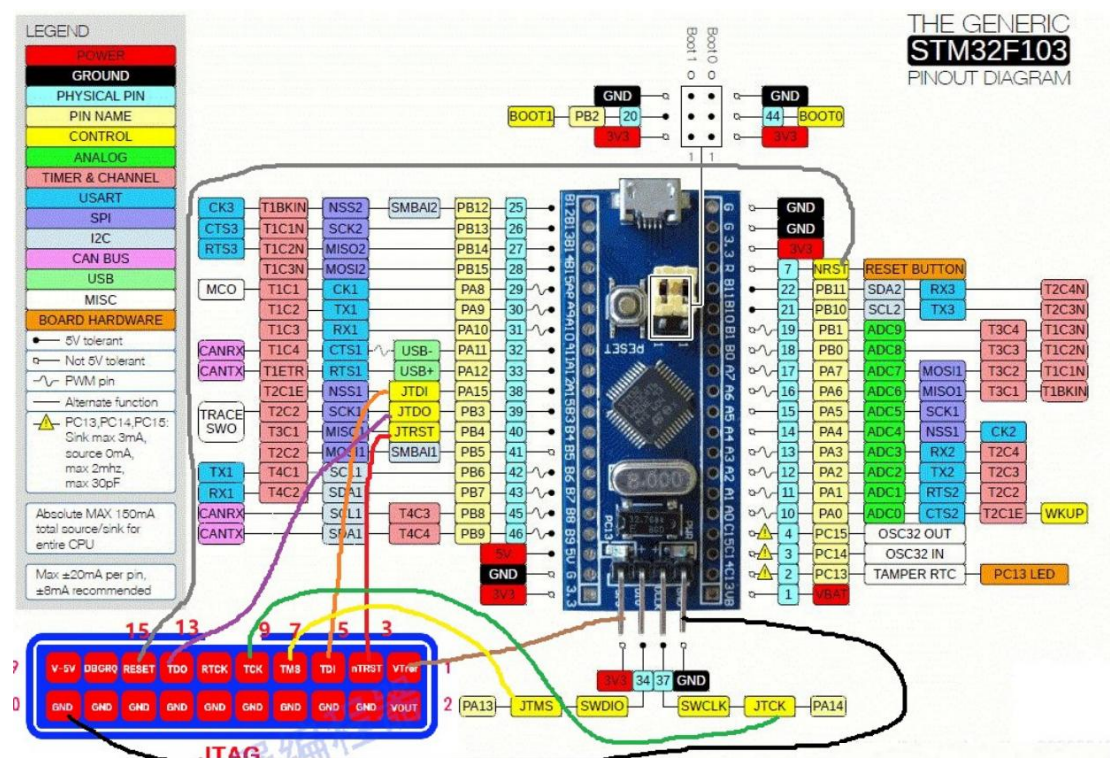 LEGEND
POWER
GROUND
PHYSICAL PIN
PIN NAME
CONTROL
ANALOG
TIMER & CHANNEL
USART
SPI
I2C
CAN BUS
USB
MISC
BOARD HARDWARE
5V tolerant
Not 5V tolerant
PWM pin
Alternate function
PC13,PC14,PC15:
Sink max 3mA,
source 0mA,
max 2mhz,
max 30pF
Absolute MAX 150mA
total source/sink for
entire CPU
Max ±20mA per pin,
±8mA recommended
THE GENERIC
STM32F103
PINOUT DIAGRAM
Boot1 Boot0
GND GND
BOOT1 PB2 20 44 BOOT0
3V3 3V3
1 1
CK3 T1BKIN NSS2 SMBAI2 PB12 25 GND
CTS3 T1C1N SCK2 PB13 26 GND
RTS3 T1C2N MISO2 PB14 27 3V3
T1C3N MOSI2 PB15 28 7 NRST RESET BUTTON
MCO T1C1 CK1 PA8 29 22 PB11 SDA2 RX3 T2C4N
T1C2 TX1 PA9 30 21 PB10 SCL2 TX3 T2C3N
T1C3 RX1 PA10 31 19 PB1 ADC9 T3C4 T1C3N
CANRX T1C4 CTS1 USB- PA11 32 18 PB0 ADC8 T3C3 T1C2N
CANTX T1ETR RTS1 USB+ PA12 33 17 PA7 ADC7 MOSI1 T3C2 T1C1N
T2C1E NSS1 JTDI PA15 38 16 PA6 ADC6 MISO1 T3C1 T1BKIN
TRACE SWO T2C2 SCK1 JTDO PB3 39 15 PA5 ADC5 SCK1
T3C1 MISO1 JTRST PB4 40 14 PA4 ADC4 NSS1 CK2
T2C2 MOSI1 SMBAI1 PB5 41 13 PA3 ADC3 RX2 T2C4
TX1 T4C1 SCL1 PB6 42 12 PA2 ADC2 TX2 T2C3
RX1 T4C2 SDA1 PB7 43 11 PA1 ADC1 RTS2 T2C2
CANRX SCL1 T4C3 PB8 45 10 PA0 ADC0 CTS2 T2C1E WKUP
CANTX SDA1 T4C4 PB9 46 4 PC15 OSC32 OUT
5V 3 PC14 OSC32 IN
GND 2 PC13 TAMPER RTC PC13 LED
3V3 1 VBAT
RESET
8.000
PC13
15 13 9 7 5 3
V-5V DBGRQ RESET TDO RTCK TCK TMS TDI nTRST VTref 1
GND GND GND GND GND GND GND GND GND VOUT 2
3V3 34 37 GND
PA13 JTMS SWDIO SWCLK JTCK PA14
JTAG